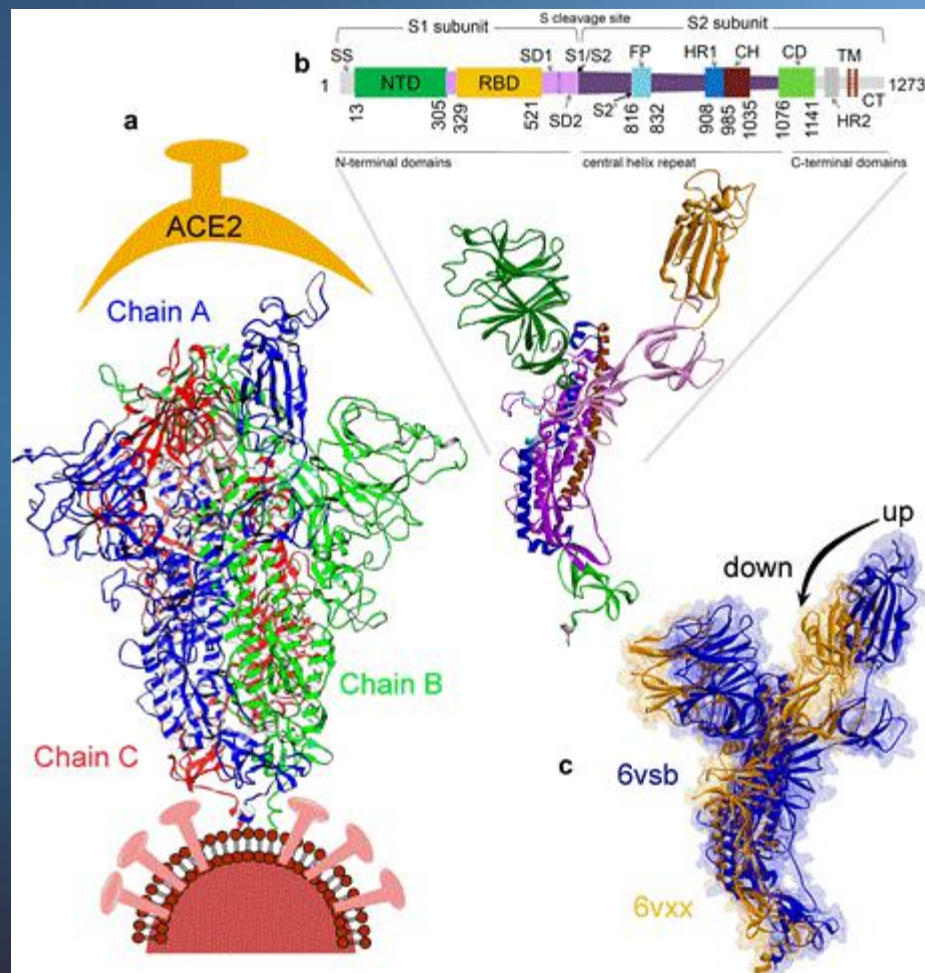 S cleavage site
S1 subunit
S2 subunit
b
SS
SD1
S1/S2
FP
HR1
CH
CD
TM
1
NTD
RBD
1273
CT
13
305
329
521
SD2
S2'
816
832
908
985
1035
1076
1141
HR2
N-terminal domains
central helix repeat
C-terminal domains
a
ACE2
Chain A
Chain B
Chain C
up
down
c
6vsb
6vxx